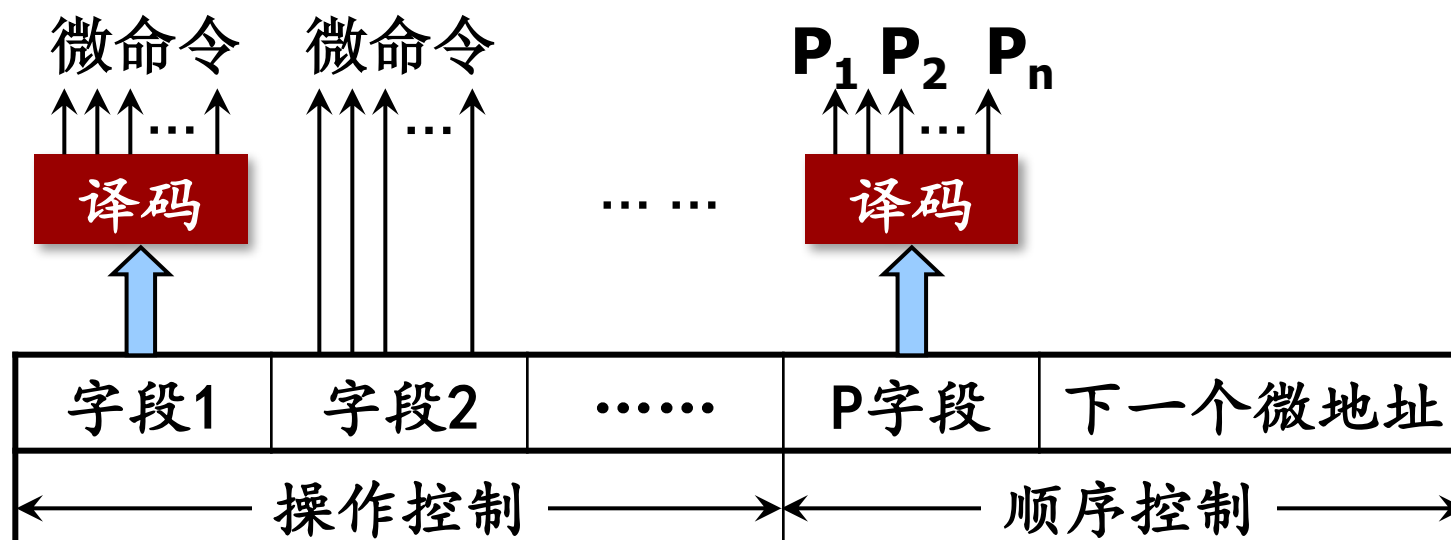 微命令 微命令 P1 P2 Pn
... ... ...
译码 ... ... 译码
字段1 字段2 …… P字段 下一个微地址
操作控制 顺序控制